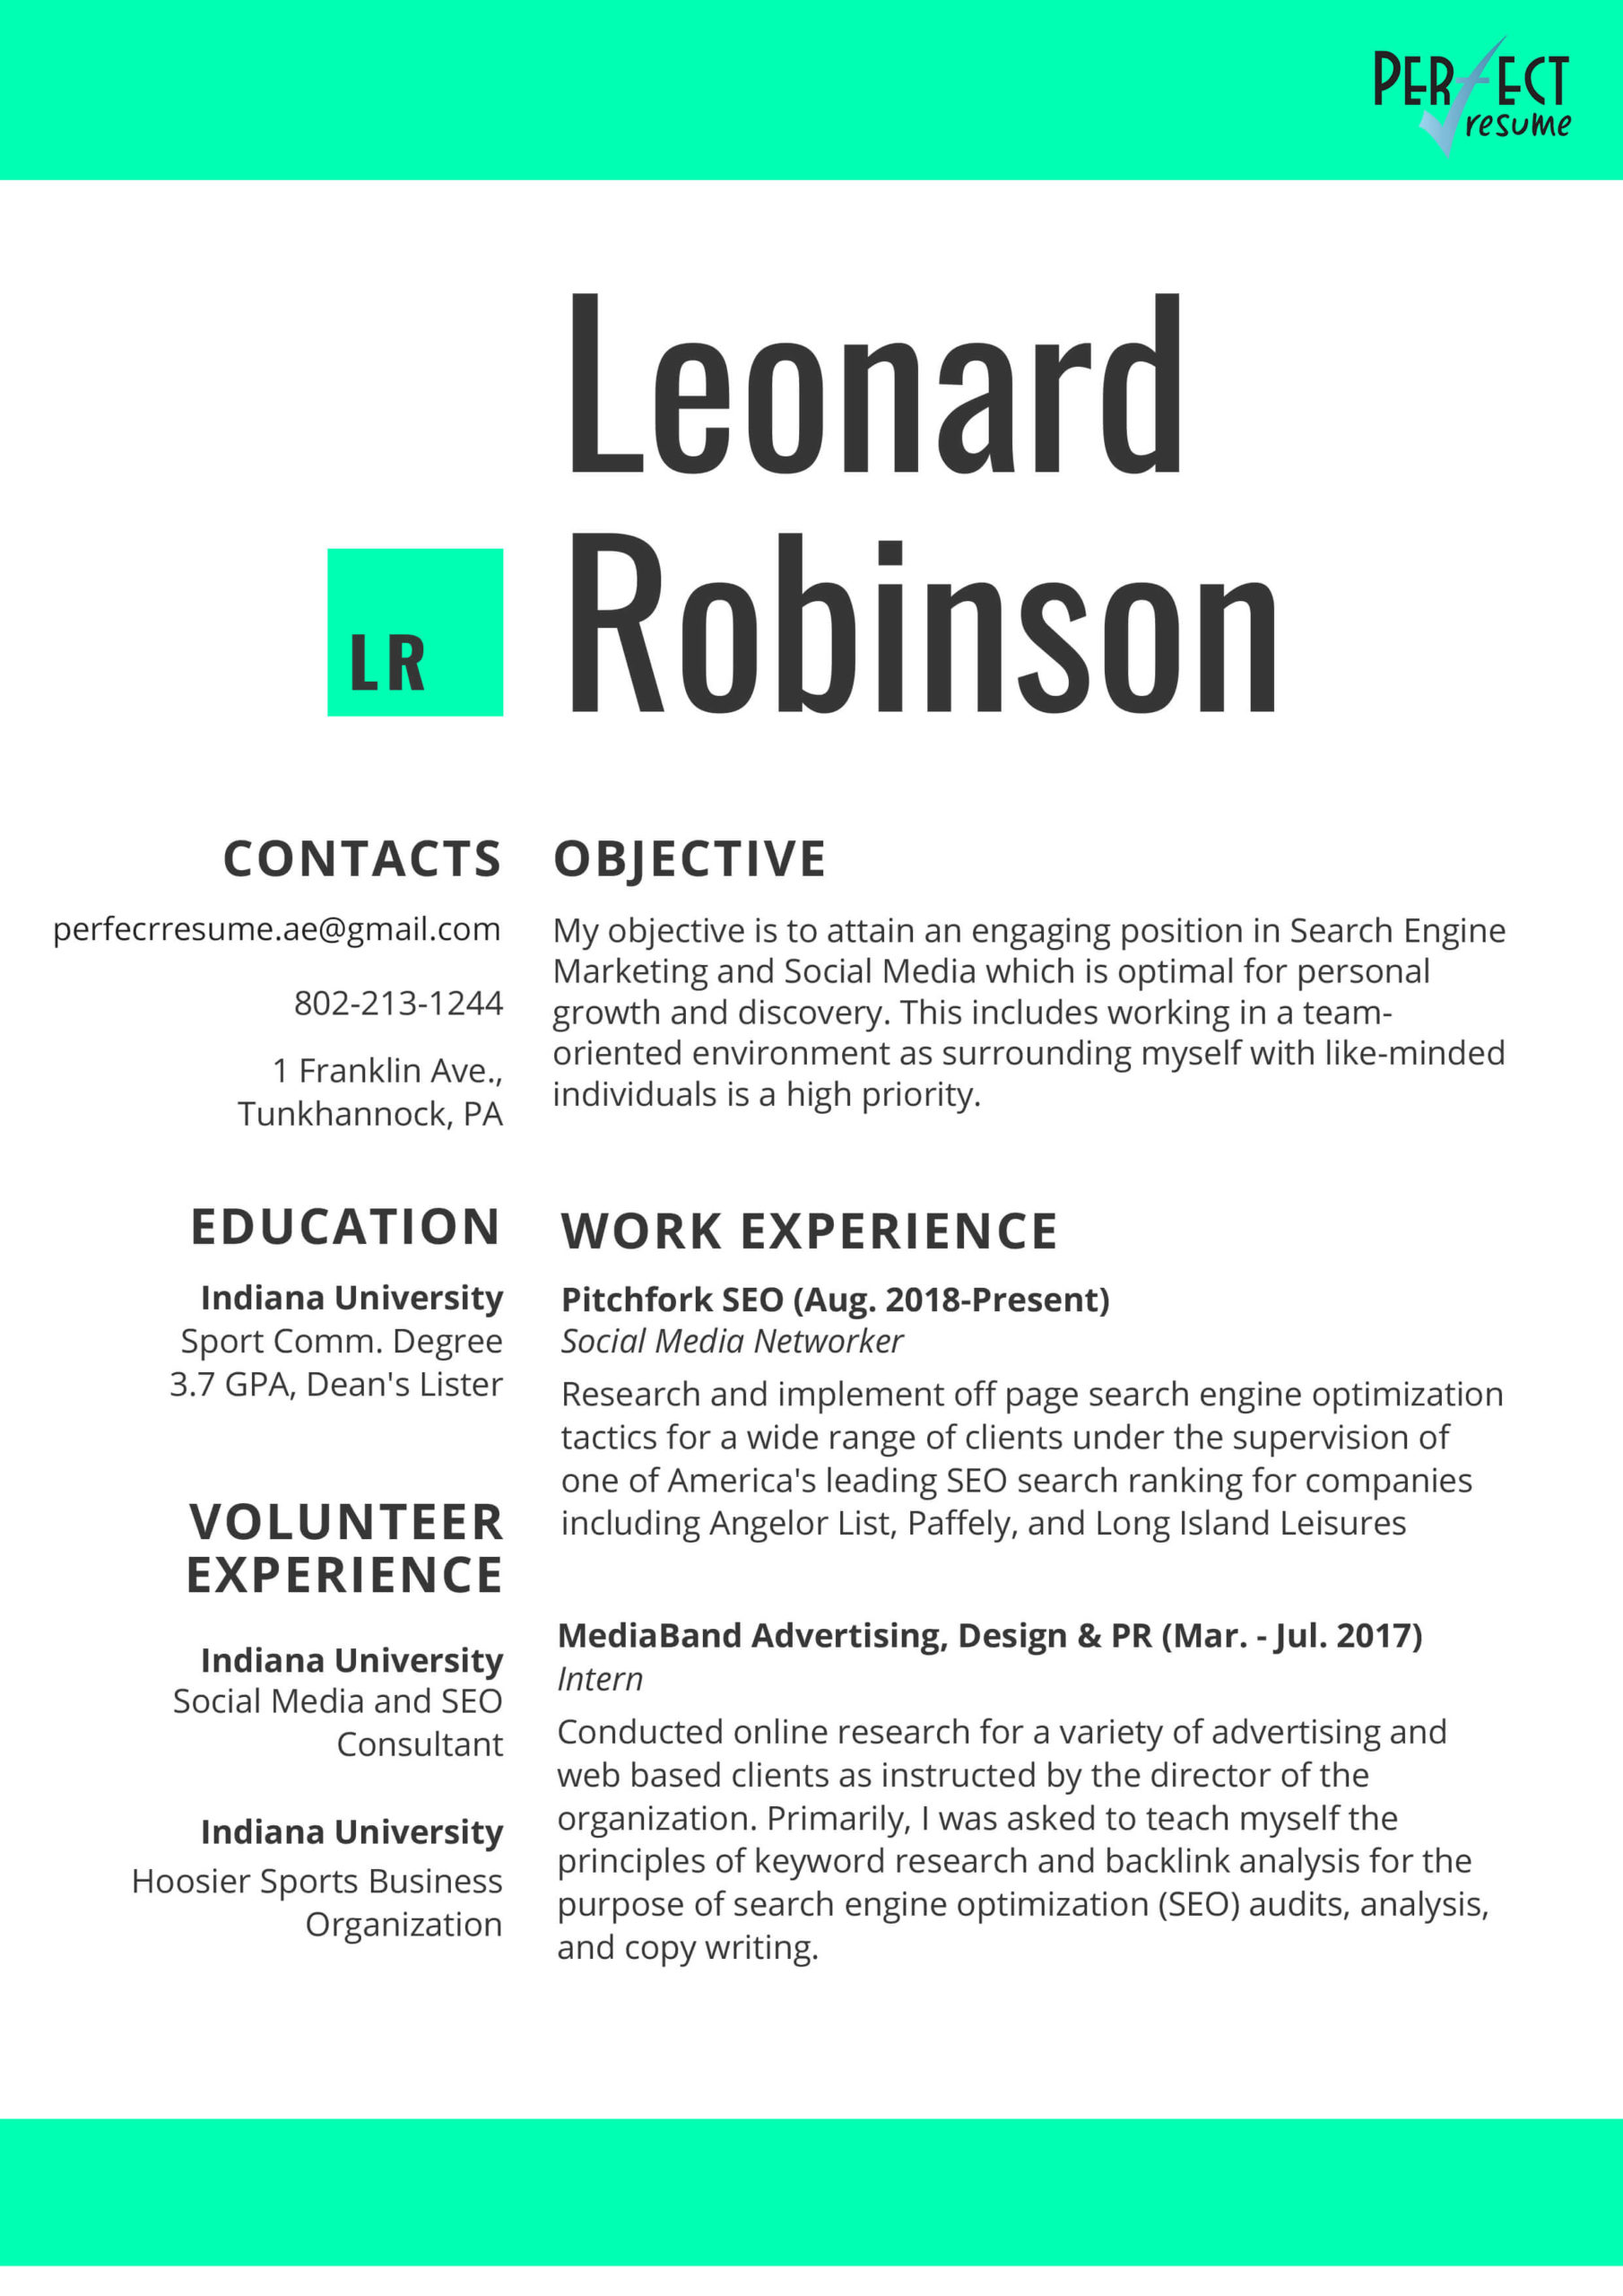 PERFECT
resume
Leonard
Robinson
LR
CONTACTS
perfecrresume.ae@gmail.com
802-213-1244
1 Franklin Ave.,
Tunkhannock, PA
EDUCATION
Indiana University
Sport Comm. Degree
3.7 GPA, Dean's Lister
VOLUNTEER
EXPERIENCE
Indiana University
Social Media and SEO
Consultant
Indiana University
Hoosier Sports Business
Organization
OBJECTIVE
My objective is to attain an engaging position in Search Engine
Marketing and Social Media which is optimal for personal
growth and discovery. This includes working in a team-
oriented environment as surrounding myself with like-minded
individuals is a high priority.
WORK EXPERIENCE
Pitchfork SEO (Aug. 2018-Present)
Social Media Networker
Research and implement off page search engine optimization
tactics for a wide range of clients under the supervision of
one of America's leading SEO search ranking for companies
including Angelor List, Paffely, and Long Island Leisures
MediaBand Advertising, Design & PR (Mar. - Jul. 2017)
Intern
Conducted online research for a variety of advertising and
web based clients as instructed by the director of the
organization. Primarily, I was asked to teach myself the
principles of keyword research and backlink analysis for the
purpose of search engine optimization (SEO) audits, analysis,
and copy writing.